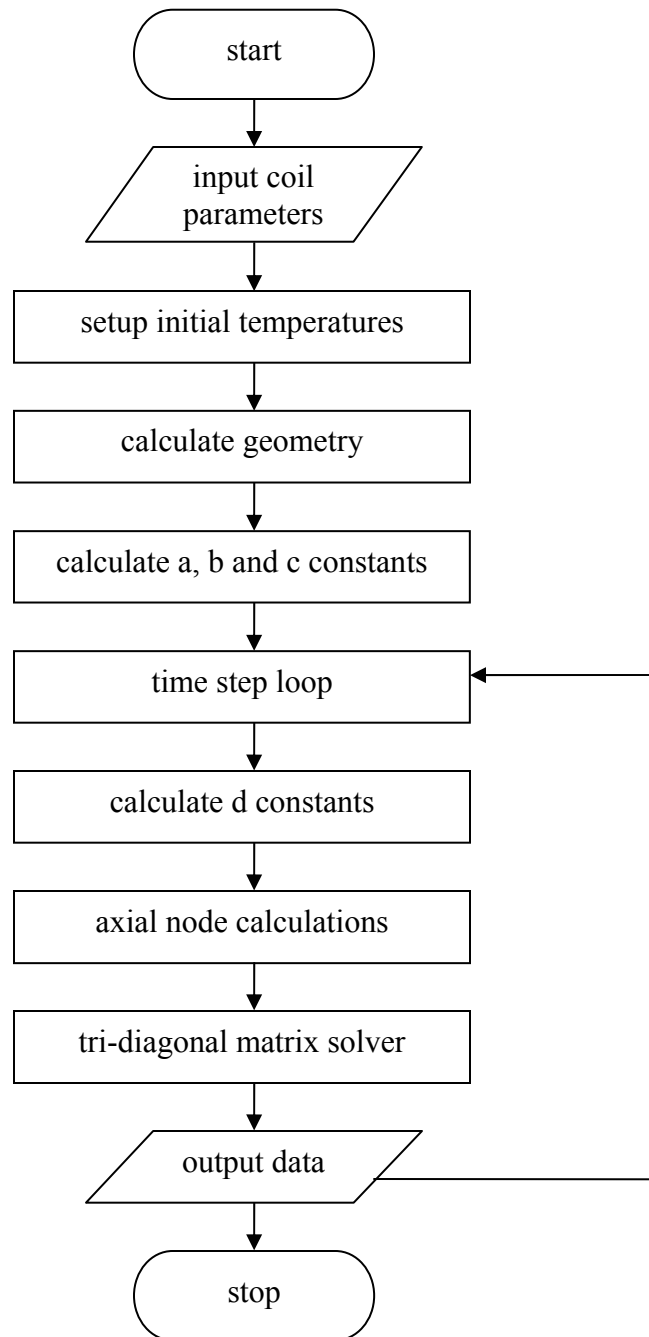 start
input coil
parameters
setup initial temperatures
calculate geometry
calculate a, b and c constants
time step loop
calculate d constants
axial node calculations
tri-diagonal matrix solver
output data
stop